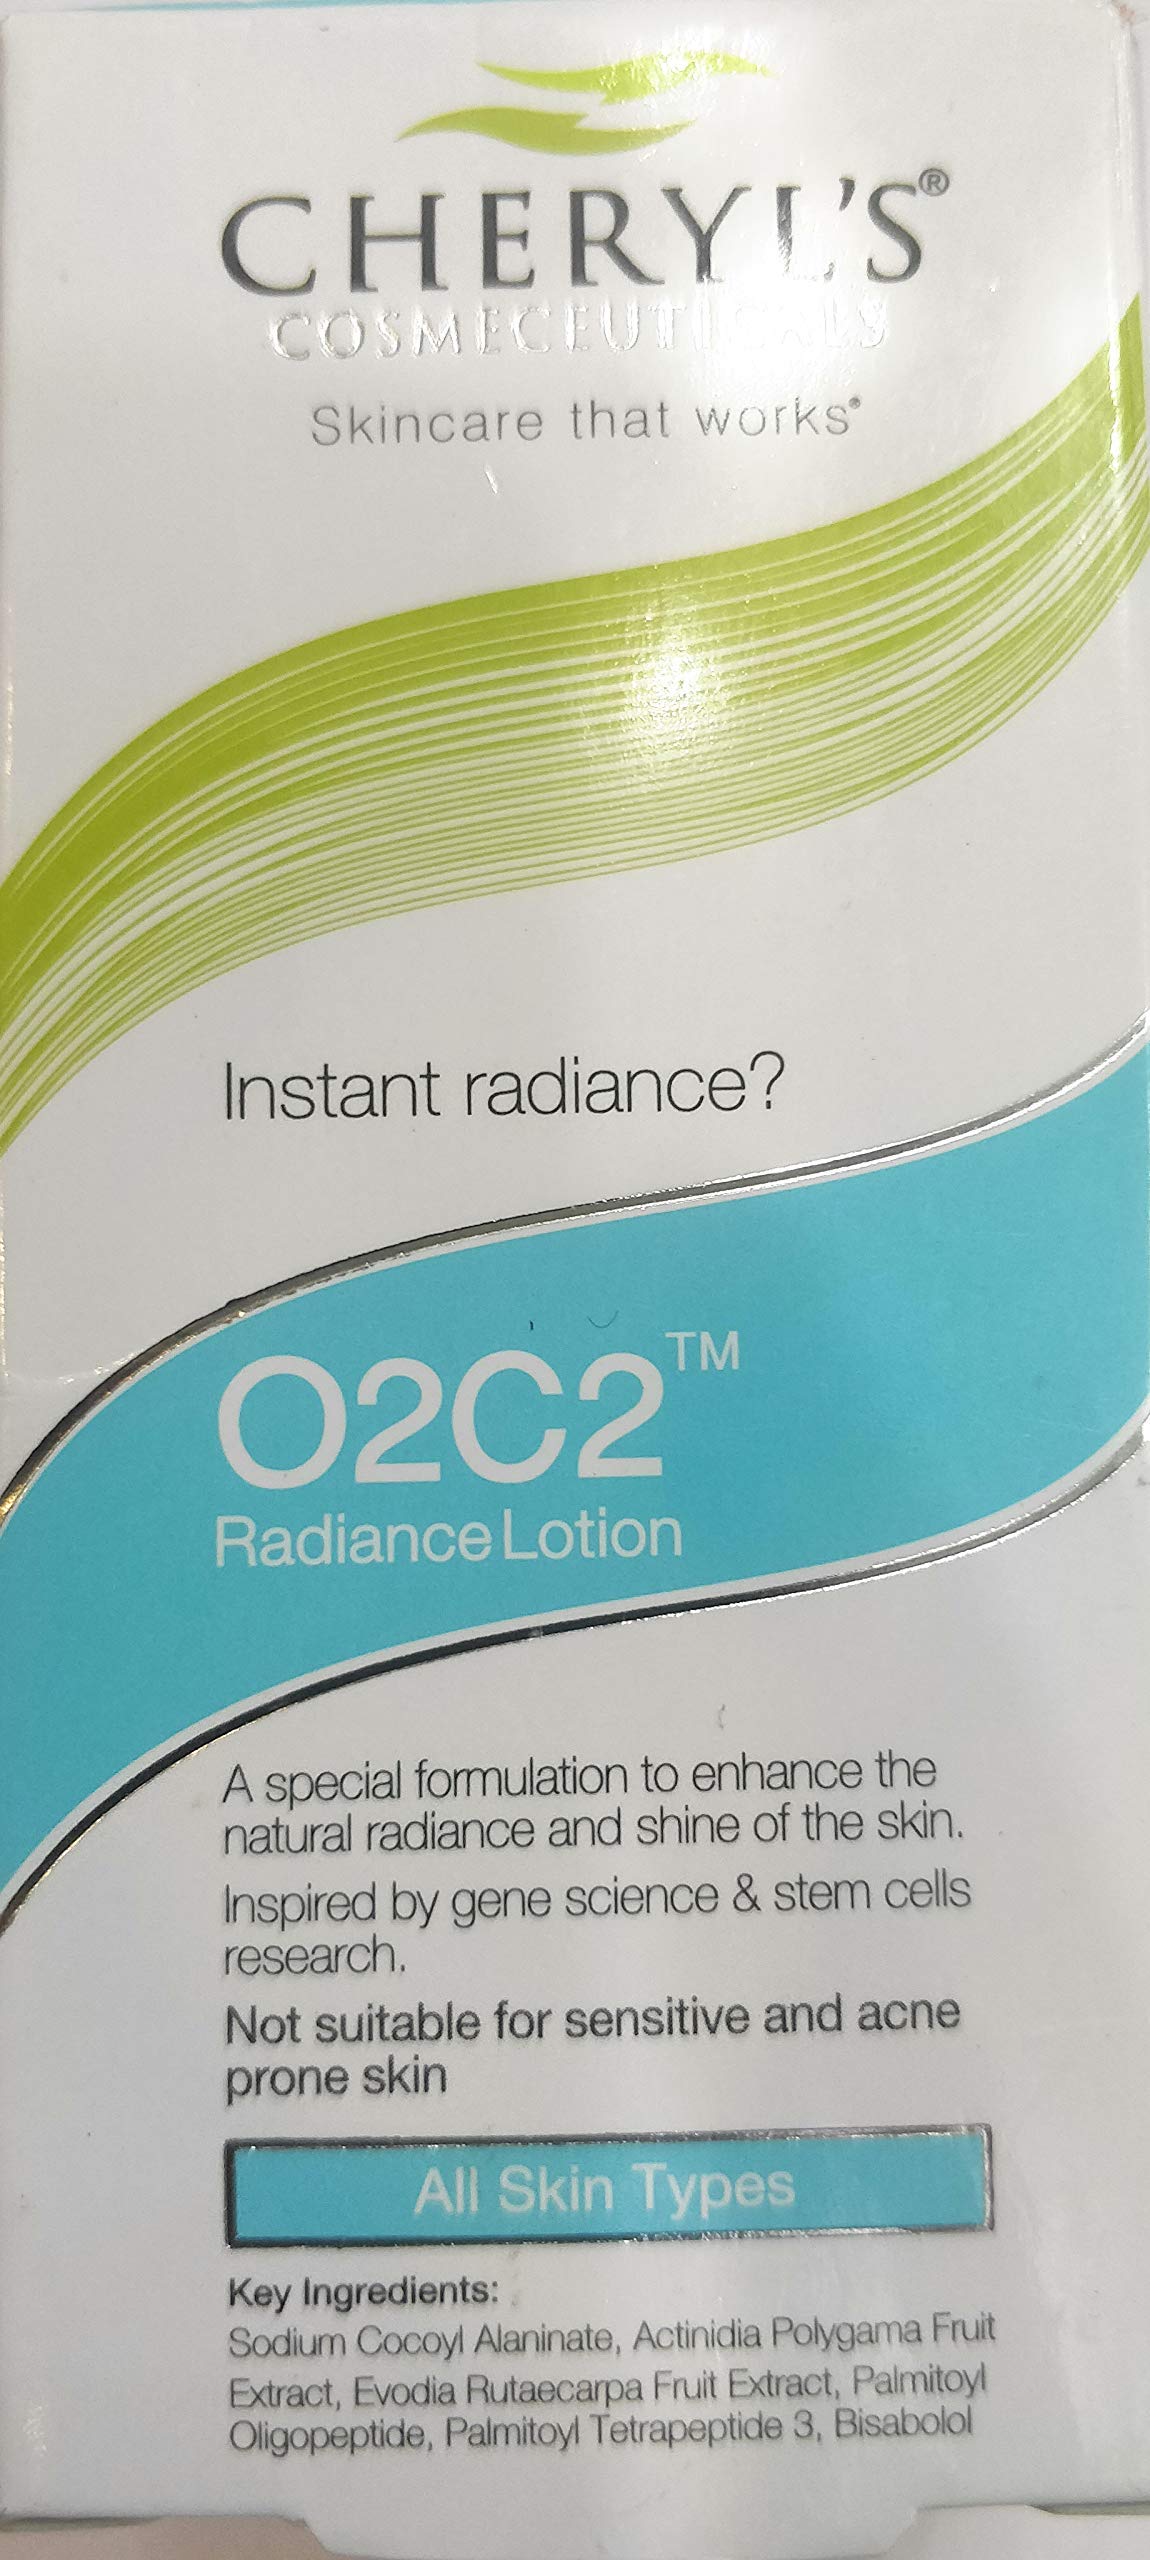 CHERYL'S®
COSMECEUTICALS
Skincare that works®
Instant radiance?
O2C2™
Radiance Lotion
A special formulation to enhance the
natural radiance and shine of the skin.
Inspired by gene science & stem cells
research.
Not suitable for sensitive and acne
prone skin
All Skin Types
Key Ingredients:
Sodium Cocoyl Alaninate, Actinidia Polygama Fruit
Extract, Evodia Rutaecarpa Fruit Extract, Palmitoyl
Oligopeptide, Palmitoyl Tetrapeptide 3, Bisabolol